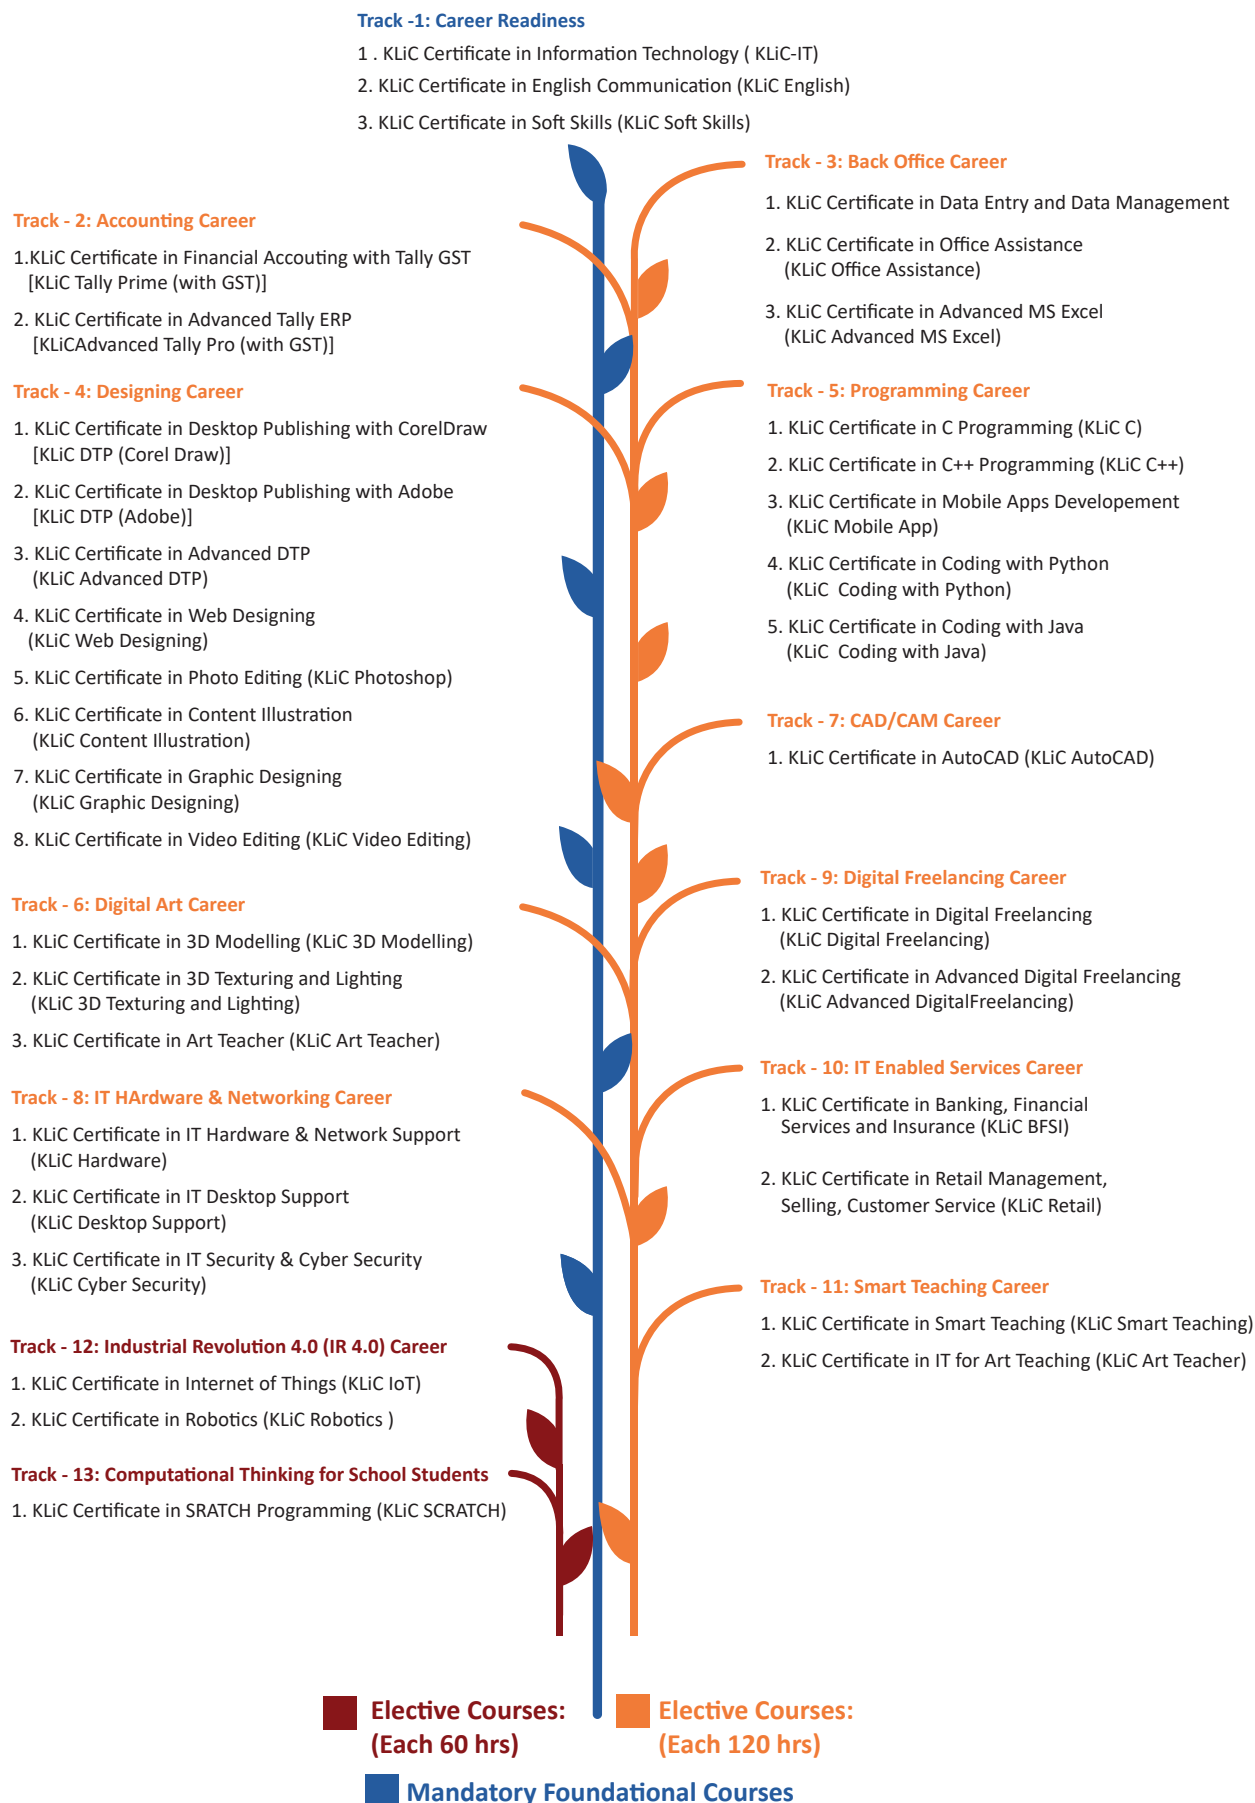 Track -1: Career Readiness
1 . KLiC Certificate in Information Technology ( KLiC-IT)
2. KLiC Certificate in English Communication (KLiC English)
3. KLiC Certificate in Soft Skills (KLiC Soft Skills)
Track - 2: Accounting Career
1.KLiC Certificate in Financial Accouting with Tally GST
[KLiC Tally Prime (with GST)]
2. KLiC Certificate in Advanced Tally ERP
[KLiCAdvanced Tally Pro (with GST)]
Track - 3: Back Office Career
1. KLiC Certificate in Data Entry and Data Management
2. KLiC Certificate in Office Assistance
(KLiC Office Assistance)
3. KLiC Certificate in Advanced MS Excel
(KLiC Advanced MS Excel)
Track - 4: Designing Career
1. KLiC Certificate in Desktop Publishing with CorelDraw
[KLiC DTP (Corel Draw)]
2. KLiC Certificate in Desktop Publishing with Adobe
[KLiC DTP (Adobe)]
3. KLiC Certificate in Advanced DTP
(KLiC Advanced DTP)
4. KLiC Certificate in Web Designing
(KLiC Web Designing)
5. KLiC Certificate in Photo Editing (KLiC Photoshop)
6. KLiC Certificate in Content Illustration
(KLiC Content Illustration)
7. KLiC Certificate in Graphic Designing
(KLiC Graphic Designing)
8. KLiC Certificate in Video Editing (KLiC Video Editing)
Track - 5: Programming Career
1. KLiC Certificate in C Programming (KLiC C)
2. KLiC Certificate in C++ Programming (KLiC C++)
3. KLiC Certificate in Mobile Apps Developement
(KLiC Mobile App)
4. KLiC Certificate in Coding with Python
(KLiC  Coding with Python)
5. KLiC Certificate in Coding with Java
(KLiC  Coding with Java)
Track - 6: Digital Art Career
1. KLiC Certificate in 3D Modelling (KLiC 3D Modelling)
2. KLiC Certificate in 3D Texturing and Lighting
(KLiC 3D Texturing and Lighting)
3. KLiC Certificate in Art Teacher (KLiC Art Teacher)
Track - 7: CAD/CAM Career
1. KLiC Certificate in AutoCAD (KLiC AutoCAD)
Track - 8: IT HArdware & Networking Career
1. KLiC Certificate in IT Hardware & Network Support
(KLiC Hardware)
2. KLiC Certificate in IT Desktop Support
(KLiC Desktop Support)
3. KLiC Certificate in IT Security & Cyber Security
(KLiC Cyber Security)
Track - 9: Digital Freelancing Career
1. KLiC Certificate in Digital Freelancing
(KLiC Digital Freelancing)
2. KLiC Certificate in Advanced Digital Freelancing
(KLiC Advanced DigitalFreelancing)
Track - 10: IT Enabled Services Career
1. KLiC Certificate in Banking, Financial
Services and Insurance (KLiC BFSI)
2. KLiC Certificate in Retail Management,
Selling, Customer Service (KLiC Retail)
Track - 11: Smart Teaching Career
1. KLiC Certificate in Smart Teaching (KLiC Smart Teaching)
2. KLiC Certificate in IT for Art Teaching (KLiC Art Teacher)
Track - 12: Industrial Revolution 4.0 (IR 4.0) Career
1. KLiC Certificate in Internet of Things (KLiC IoT)
2. KLiC Certificate in Robotics (KLiC Robotics )
Track - 13: Computational Thinking for School Students
1. KLiC Certificate in SRATCH Programming (KLiC SCRATCH)
Elective Courses:
(Each 60 hrs)
Elective Courses:
(Each 120 hrs)
Mandatory Foundational Courses